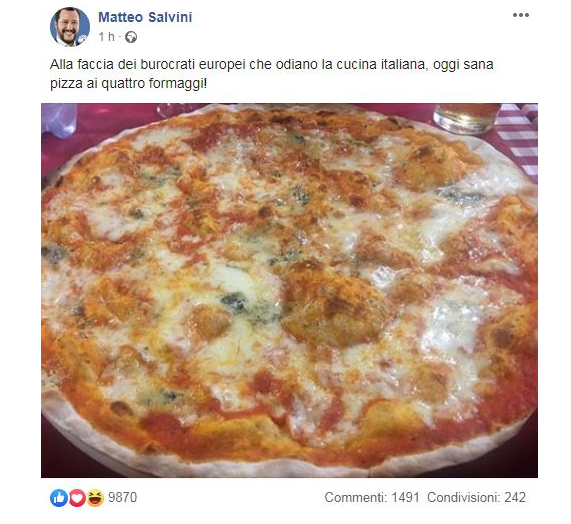 Matteo Salvini
1 h ·
Alla faccia dei burocrati europei che odiano la cucina italiana, oggi sana
pizza ai quattro formaggi!
9870
Commenti: 1491 Condivisioni: 242